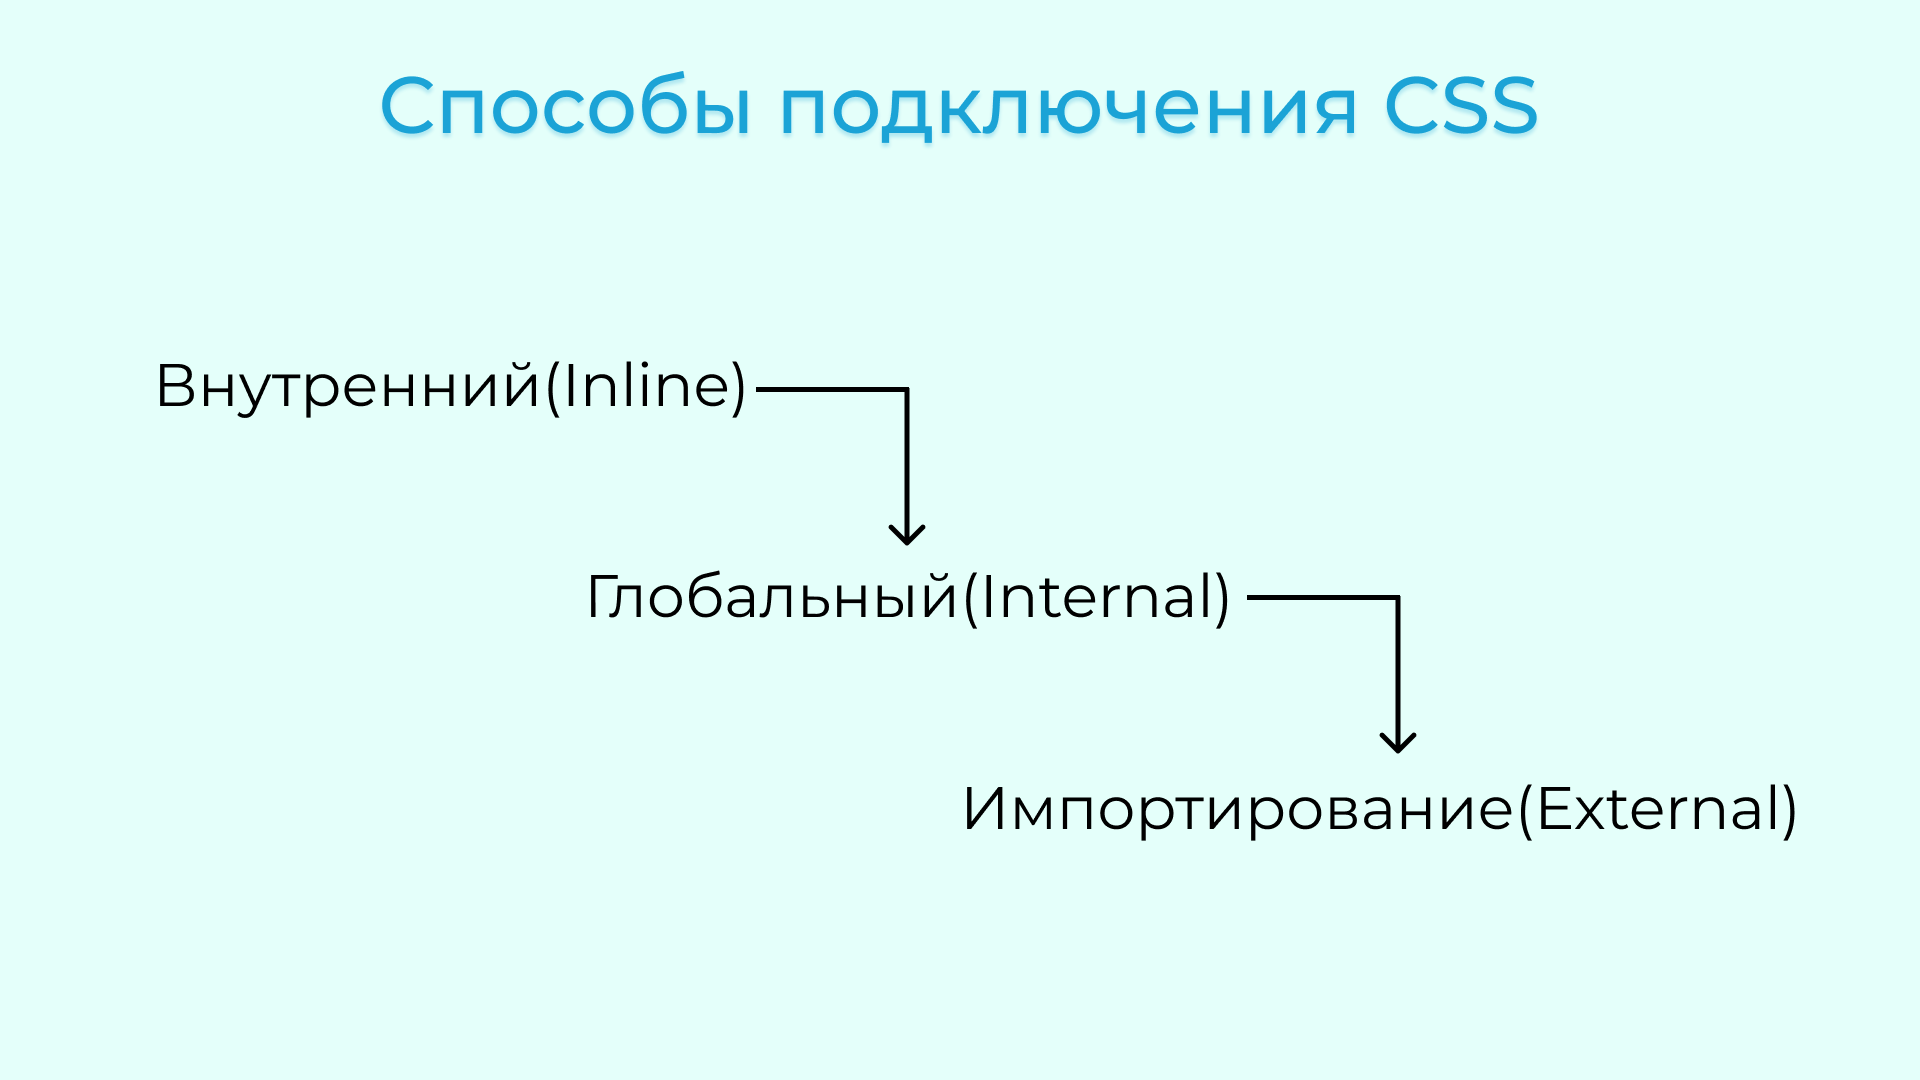 Способы подключения CSS
Внутренний(Inline)
Глобальный(Internal)
Импортирование(External)